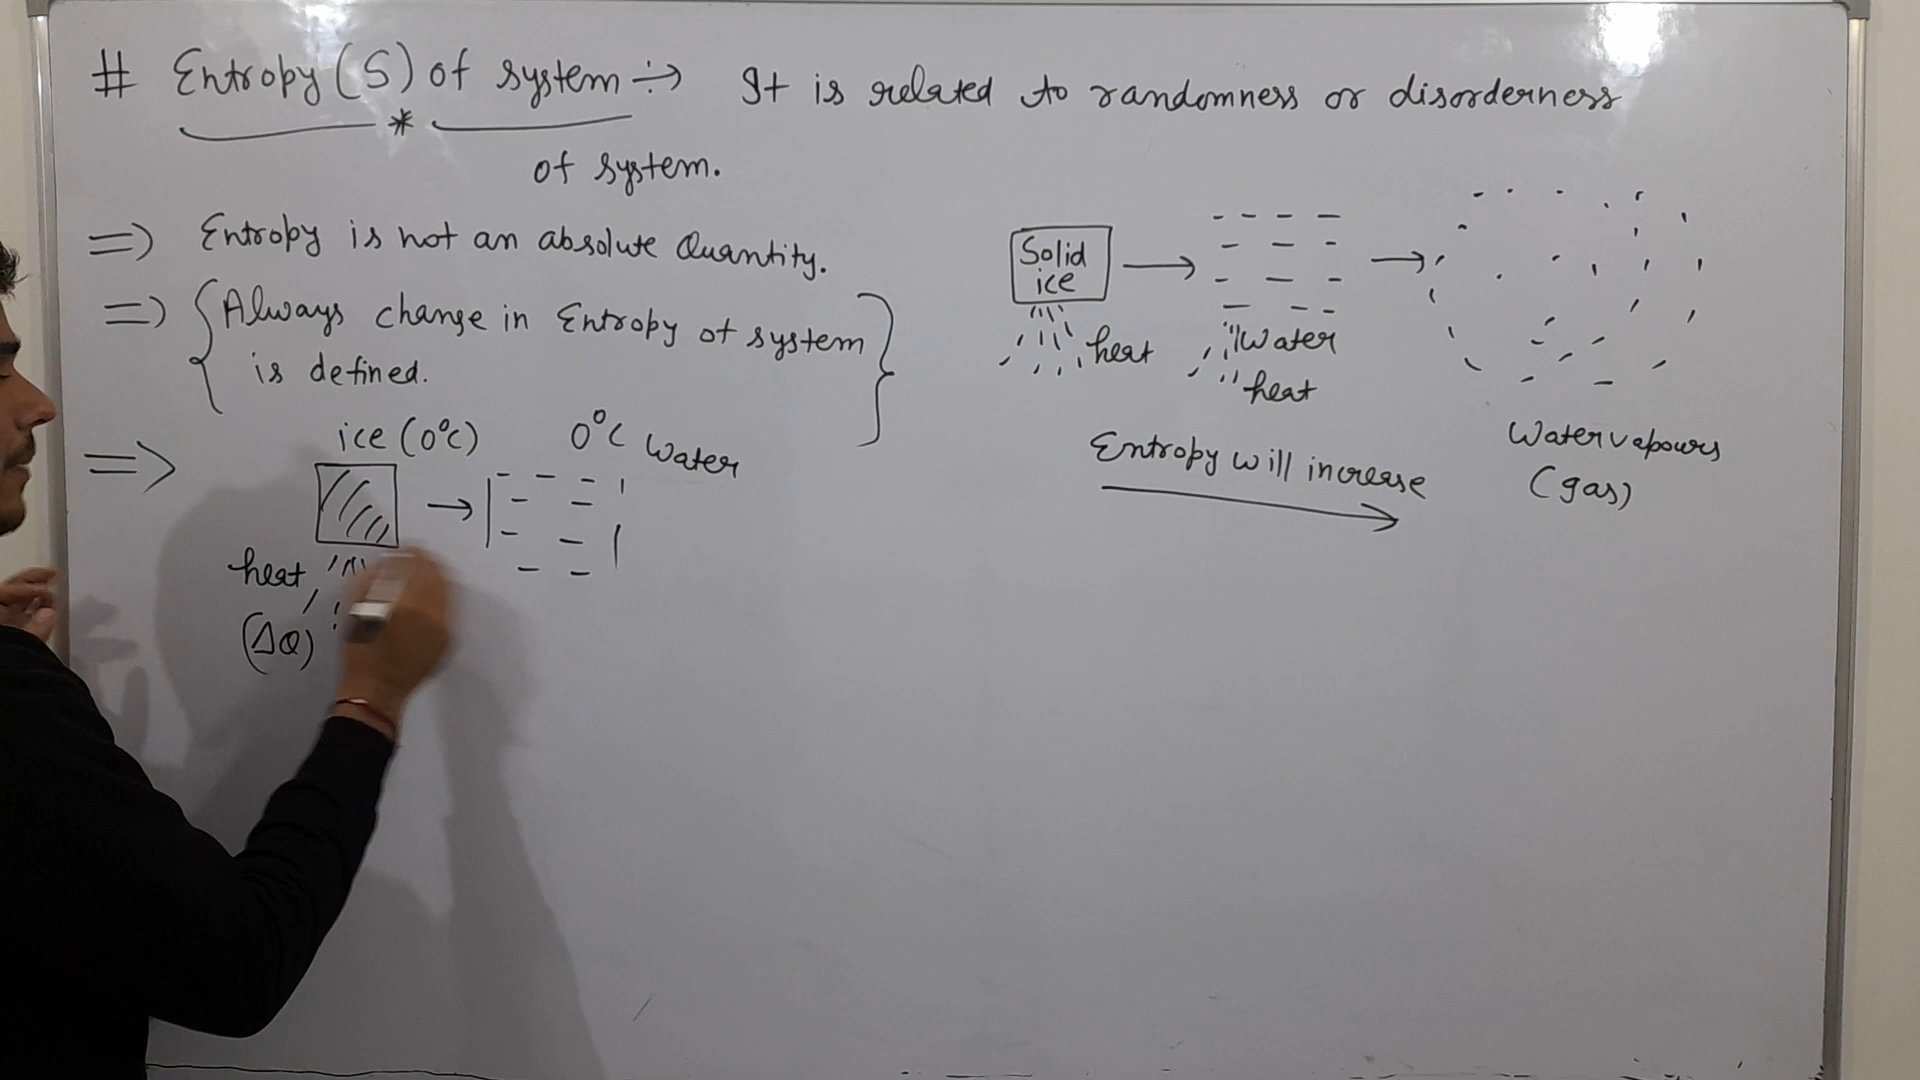 # Entropy (S) of system ÷→ It is related to randomness or disorderness
*
of system.
=> Entropy is not an absolute Quantity.
=> { Always change in Entropy of system
is defined. }
=> ice (0°C) 0°C Water
→
heat
(ΔQ)
Solid
ice
→ →
heat
Water
heat
Water vapours
(gas)
Entropy will increase